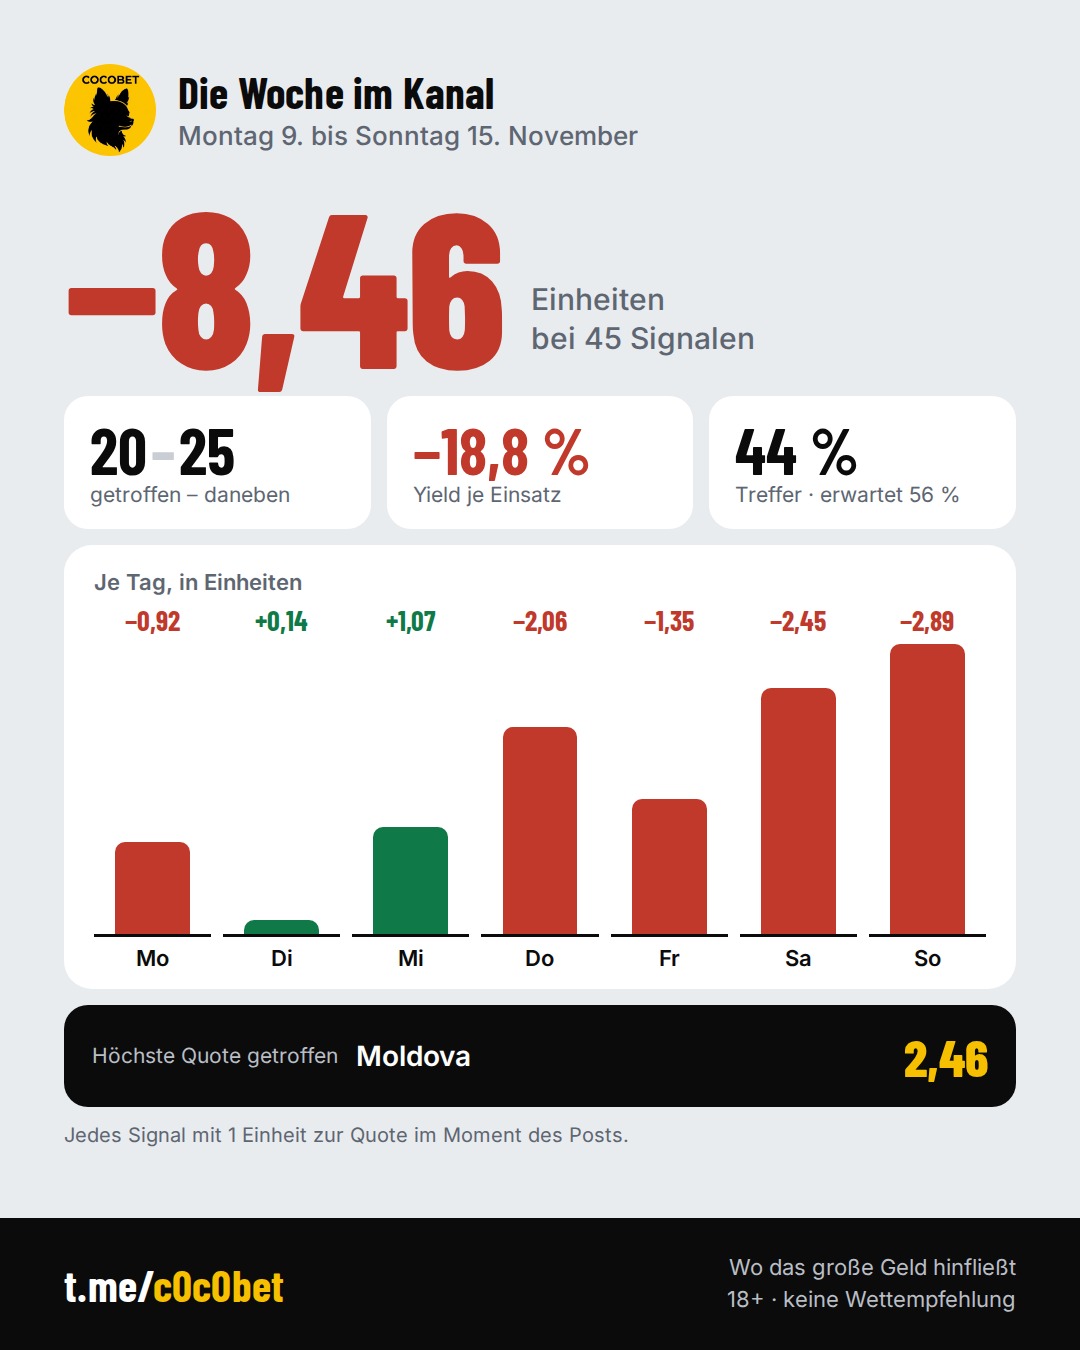 COCOBET
Die Woche im Kanal
Montag 9. bis Sonntag 15. November
−8,46
Einheiten
bei 45 Signalen
20–25
getroffen – daneben
−18,8 %
Yield je Einsatz
44 %
Treffer · erwartet 56 %
Je Tag, in Einheiten
−0,92 +0,14 +1,07 −2,06 −1,35 −2,45 −2,89
Mo Di Mi Do Fr Sa So
Höchste Quote getroffen Moldova 2,46
Jedes Signal mit 1 Einheit zur Quote im Moment des Posts.
t.me/c0c0bet
Wo das große Geld hinfließt
18+ · keine Wettempfehlung